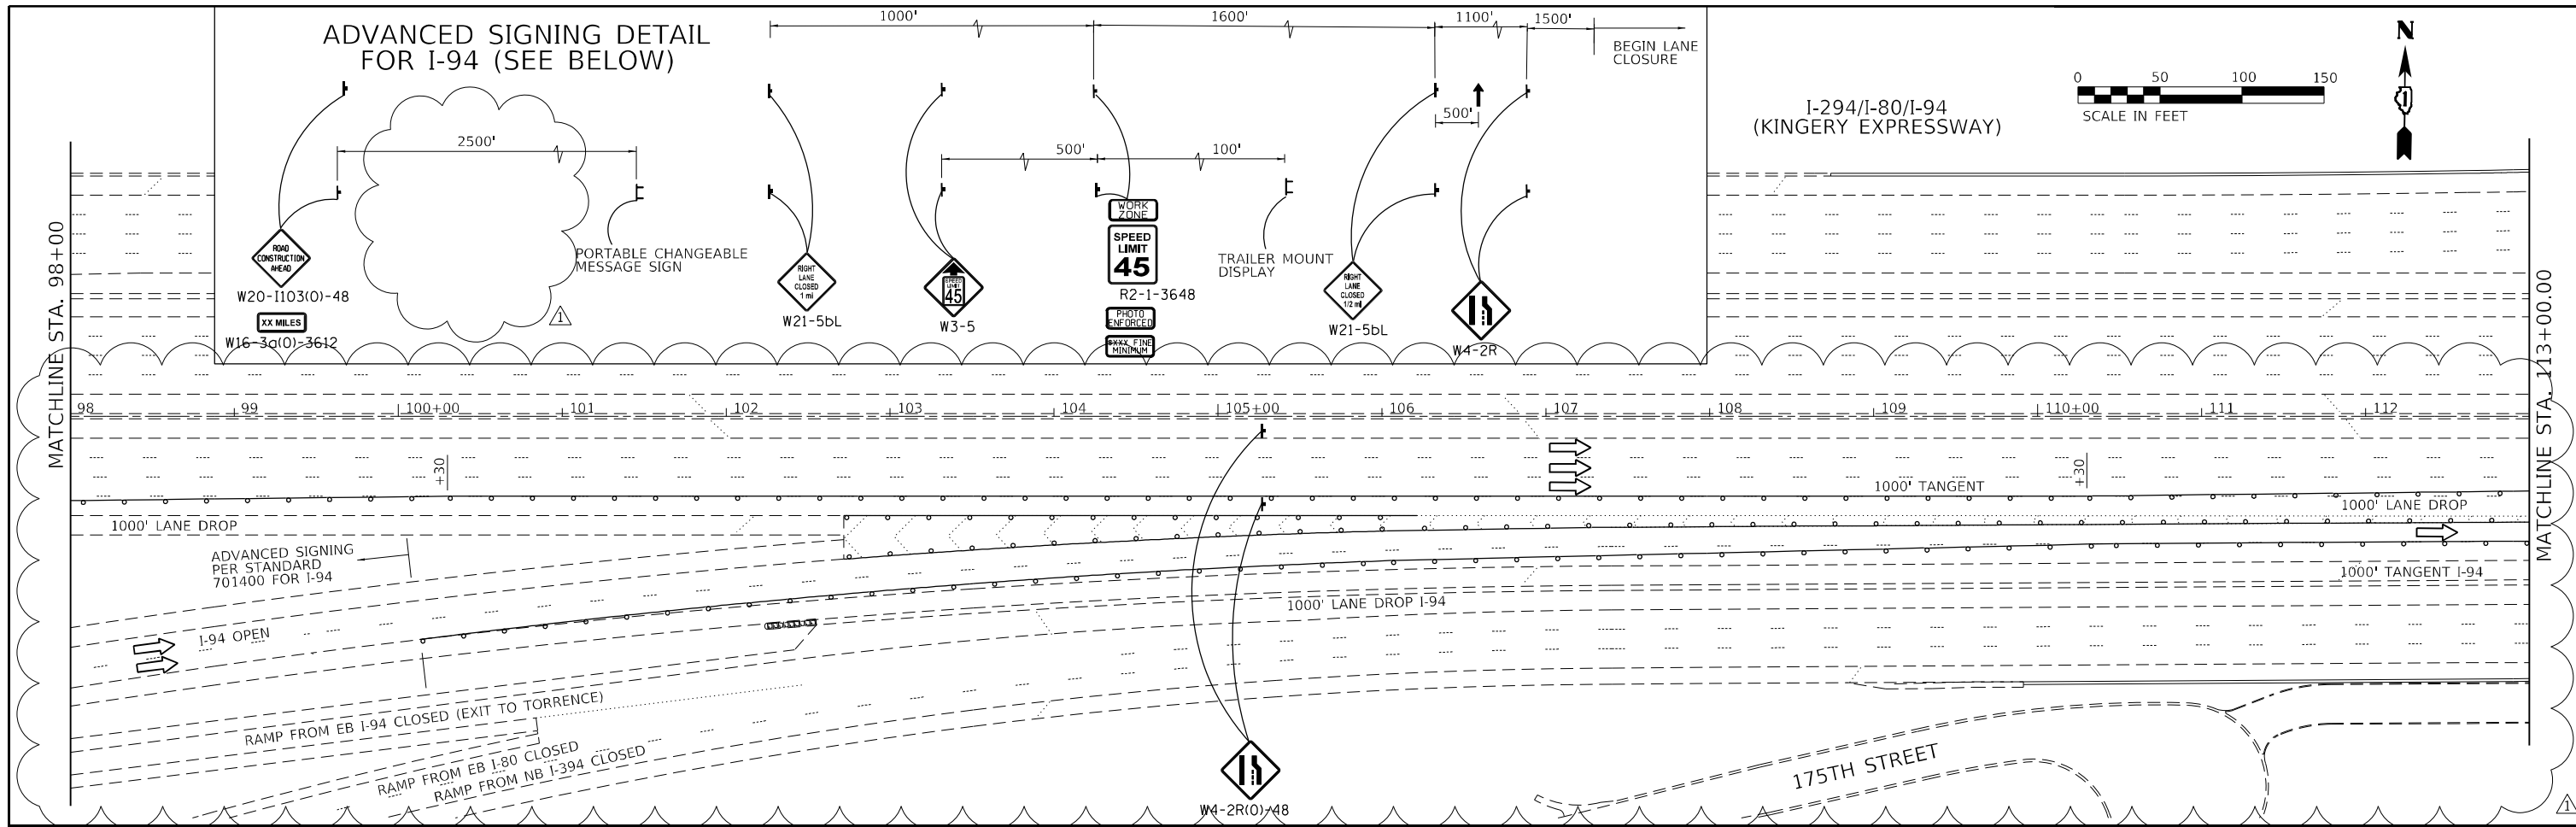 ADVANCED SIGNING DETAIL
FOR I-94 (SEE BELOW)
1000'
1600'
1100'
1500'
BEGIN LANE
CLOSURE
2500'
500'
100'
500'
ROAD
CONSTRUCTION
AHEAD
W20-I103(O)-48
XX MILES
W16-3a(O)-3612
1
PORTABLE CHANGEABLE
MESSAGE SIGN
RIGHT
LANE
CLOSED
1 mi
W21-5bL
SPEED
LIMIT
45
W3-5
WORK
ZONE
SPEED
LIMIT
45
R2-1-3648
PHOTO
ENFORCED
$XXX FINE
MINIMUM
TRAILER MOUNT
DISPLAY
RIGHT
LANE
CLOSED
1/2 mi
W21-5bL
W4-2R
I-294/I-80/I-94
(KINGERY EXPRESSWAY)
0 50 100 150
SCALE IN FEET
N
MATCHLINE STA. 98+00
MATCHLINE STA. 113+00.00
98 99 100+00 101 102 103 104 105+00 106 107 108 109 110+00 111 112
+30
+30
1000' TANGENT
1000' LANE DROP
1000' LANE DROP
ADVANCED SIGNING
PER STANDARD
701400 FOR I-94
1000' TANGENT I-94
1000' LANE DROP I-94
I-94 OPEN
RAMP FROM EB I-94 CLOSED (EXIT TO TORRENCE)
RAMP FROM EB I-80 CLOSED
RAMP FROM NB I-394 CLOSED
W4-2R(O)-48
175TH STREET
1